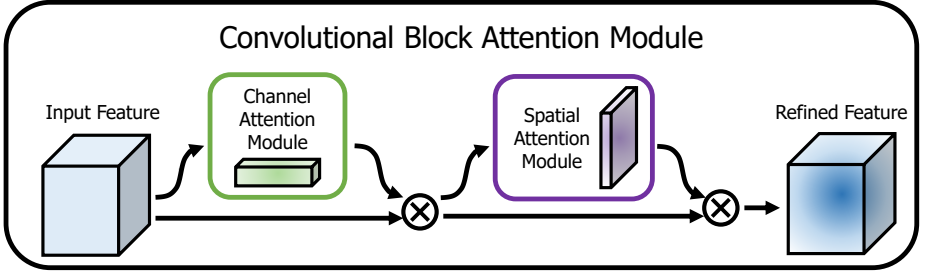 Convolutional Block Attention Module
Input Feature
Channel
Attention
Module
Spatial
Attention
Module
Refined Feature